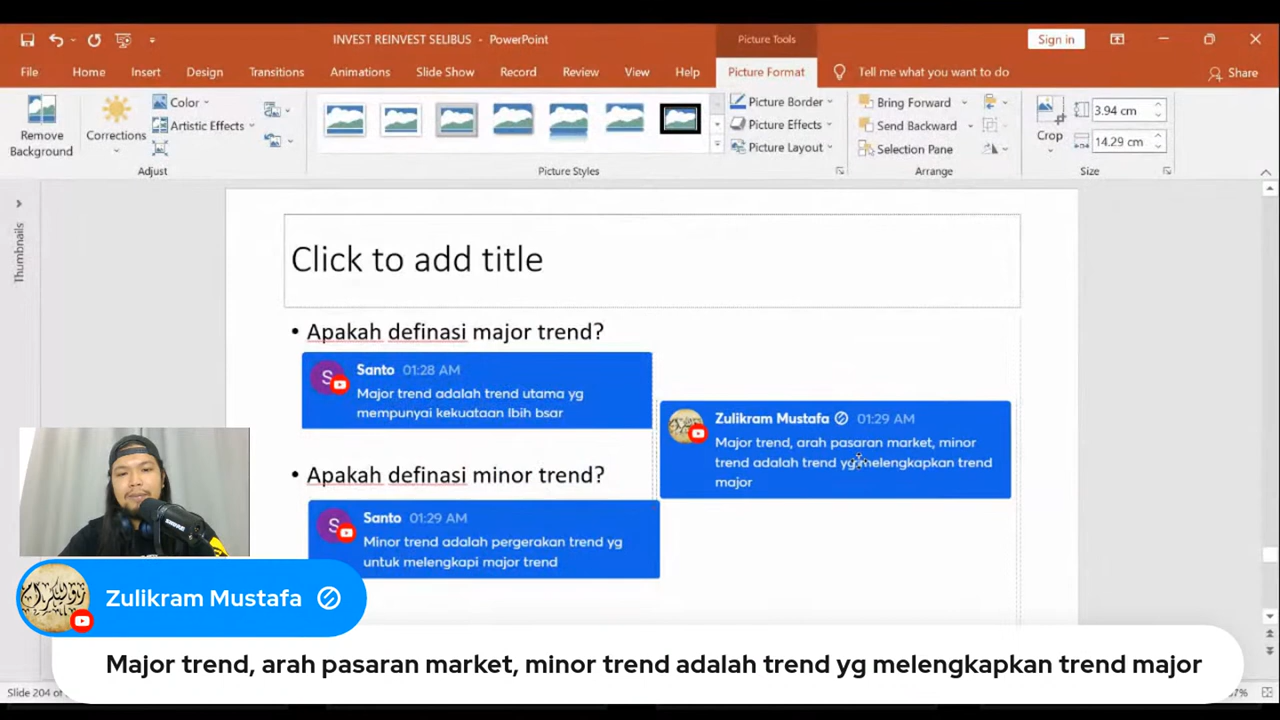 INVEST REINVEST SELIBUS - PowerPoint
Picture Tools
Sign in
File Home Insert Design Transitions Animations Slide Show Record Review View Help Picture Format Tell me what you want to do Share
Remove Background
Corrections
Color
Artistic Effects
Adjust
Picture Styles
Picture Border
Picture Effects
Picture Layout
Bring Forward
Send Backward
Selection Pane
Arrange
Crop
3.94 cm
14.29 cm
Size
Thumbnails
Click to add title
• Apakah definasi major trend?
S
Santo 01:28 AM
Major trend adalah trend utama yg
mempunyai kekuataan lbih bsar
Zulikram Mustafa 01:29 AM
Major trend, arah pasaran market, minor
trend adalah trend yg melengkapkan trend
major
• Apakah definasi minor trend?
S
Santo 01:29 AM
Minor trend adalah pergerakan trend yg
untuk melengkapi major trend
Zulikram Mustafa
Major trend, arah pasaran market, minor trend adalah trend yg melengkapkan trend major
Slide 204 of
7%